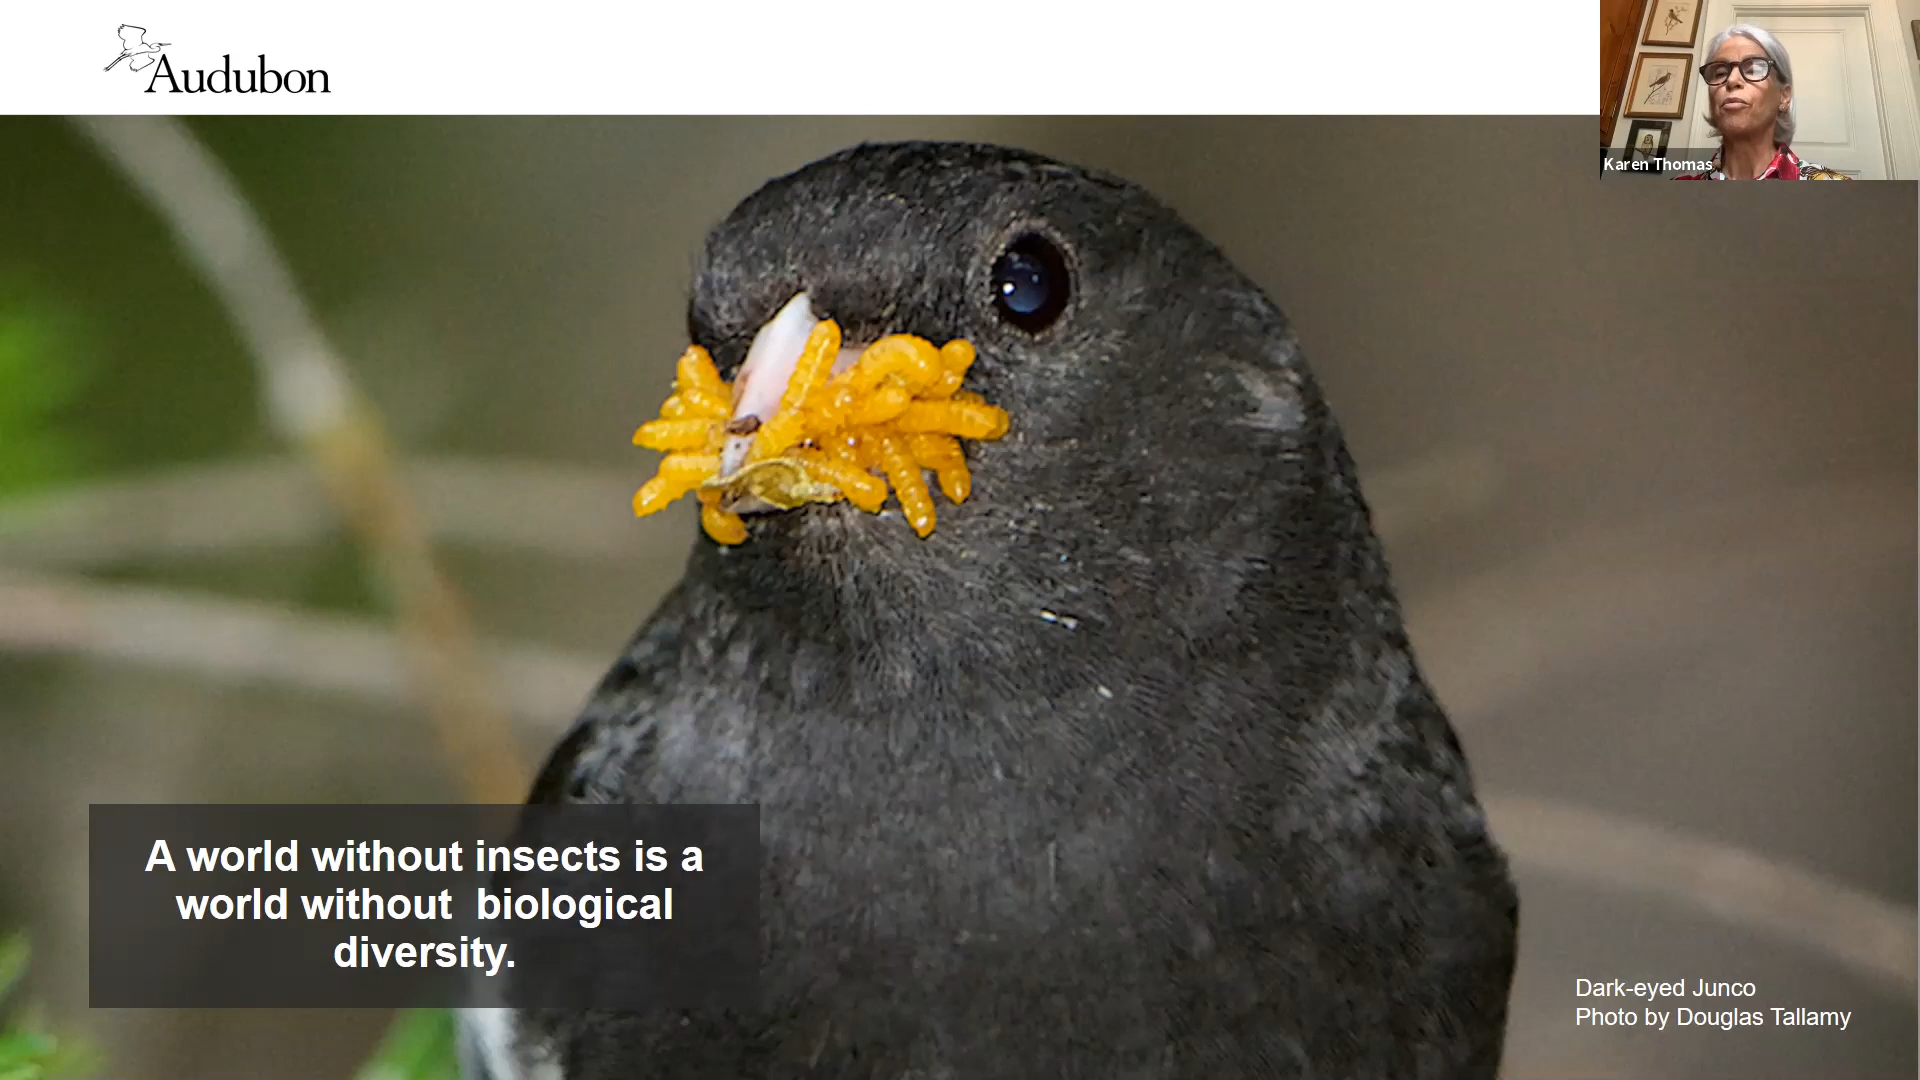 Audubon
Karen Thomas
A world without insects is a
world without  biological
diversity.
Dark-eyed Junco
Photo by Douglas Tallamy